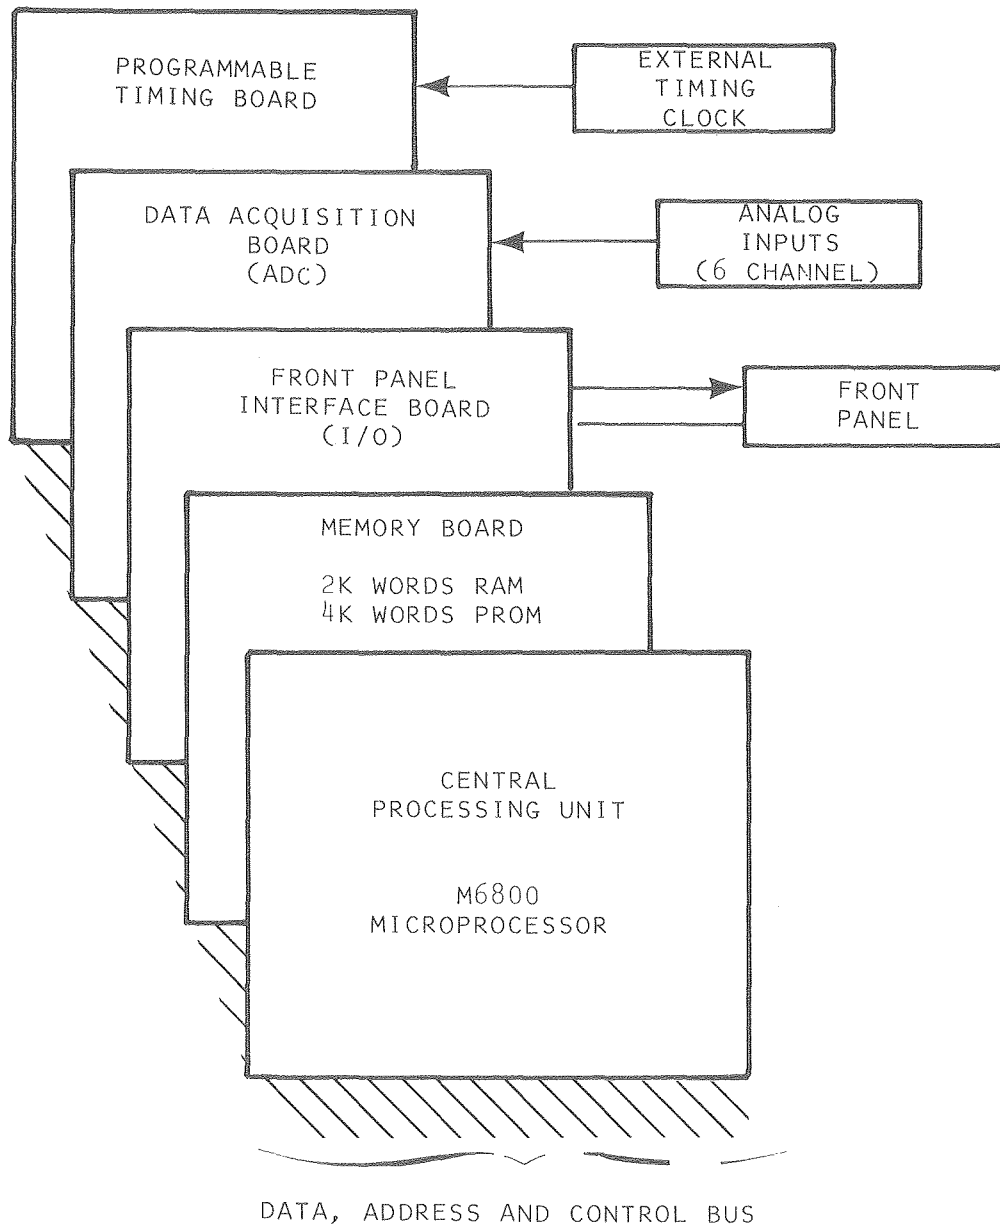 PROGRAMMABLE
TIMING BOARD
EXTERNAL
TIMING
CLOCK
DATA ACQUISITION
BOARD
(ADC)
ANALOG
INPUTS
(6 CHANNEL)
FRONT PANEL
INTERFACE BOARD
(I/O)
FRONT
PANEL
MEMORY BOARD
2K WORDS RAM
4K WORDS PROM
CENTRAL
PROCESSING UNIT
M6800
MICROPROCESSOR
DATA, ADDRESS AND CONTROL BUS